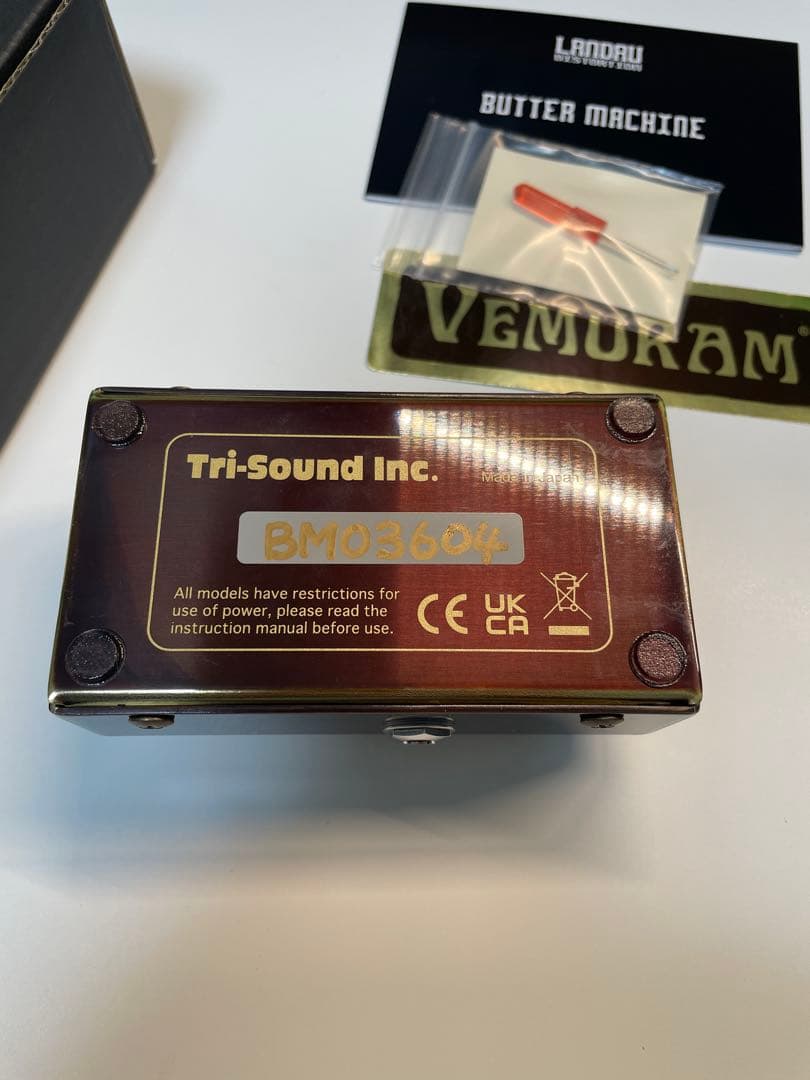 LANDAU
DISTORTION
BUTTER MACHINE
VEMURAM®
Tri-Sound Inc.
Made in Japan
BM03604
All models have restrictions for
use of power, please read the
instruction manual before use.
CE
UK
CA